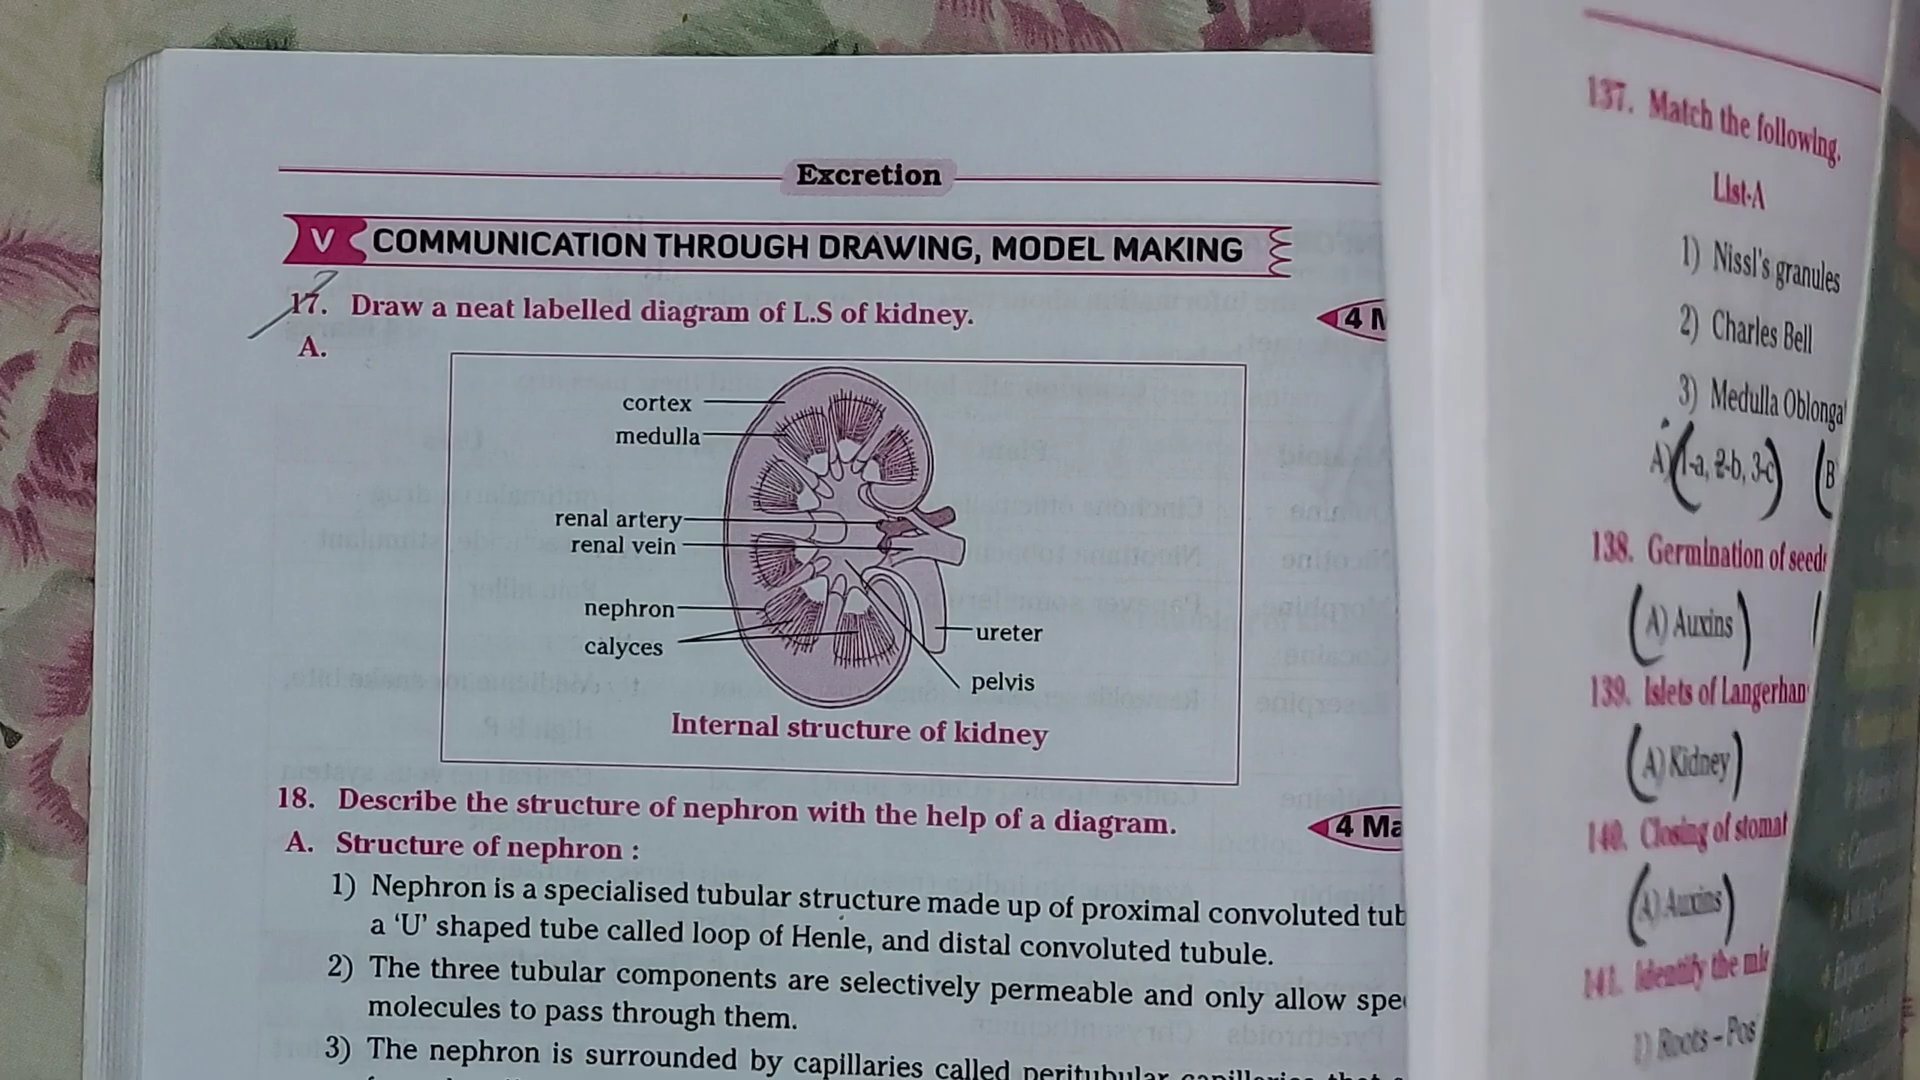 Excretion
V COMMUNICATION THROUGH DRAWING, MODEL MAKING
17. Draw a neat labelled diagram of L.S of kidney.
4 M
A.
cortex
medulla
renal artery
renal vein
nephron
calyces
ureter
pelvis
Internal structure of kidney
18. Describe the structure of nephron with the help of a diagram.
4 Ma
A. Structure of nephron :
1) Nephron is a specialised tubular structure made up of proximal convoluted tub
a ‘U’ shaped tube called loop of Henle, and distal convoluted tubule.
2) The three tubular components are selectively permeable and only allow spe
molecules to pass through them.
3) The nephron is surrounded by capillaries called peritubular capillaries that
137. Match the following.
List-A
1) Nissl's granules
2) Charles Bell
3) Medulla Oblonga
A) (1-a, 2-b, 3-c) (B
138. Germination of seeds
(A) Auxins)
139. Islets of Langerhan
(A) Kidney)
140. Closing of stomat
(A) Auxins)
141. Identify the mis
1) Roots - Pos